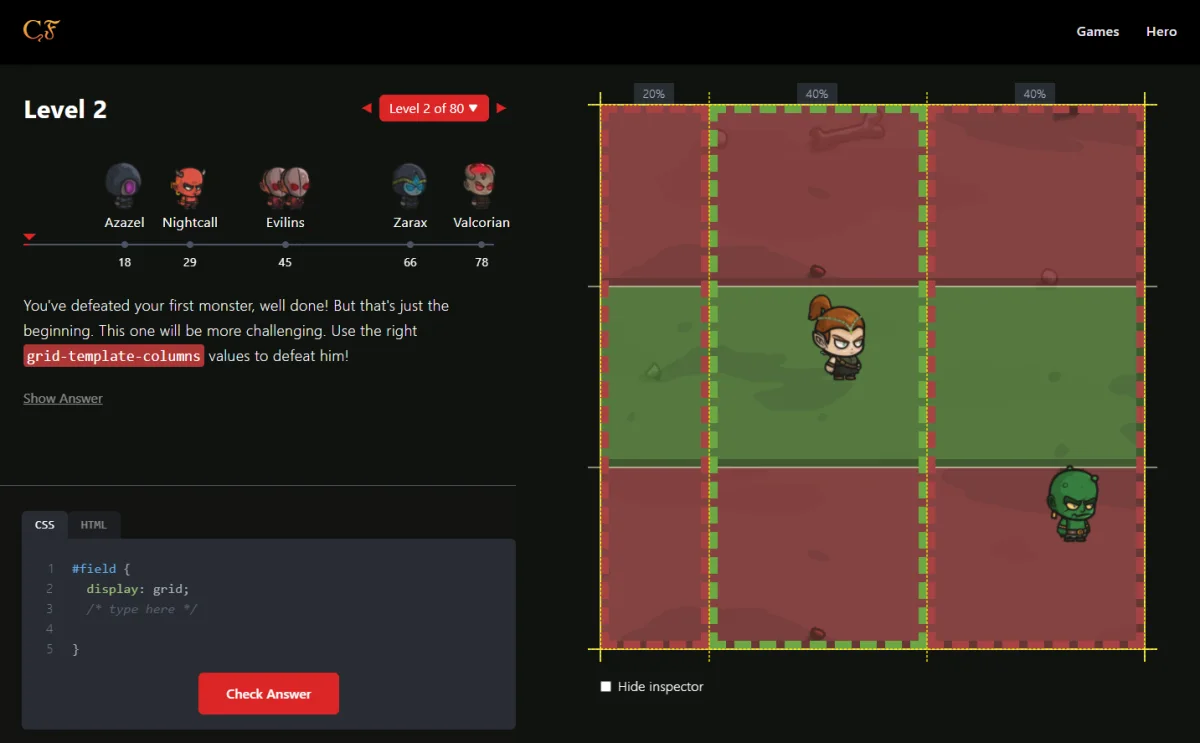 CF
Games
Hero
Level 2
Level 2 of 80 ▼
Azazel
Nightcall
Evilins
Zarax
Valcorian
18
29
45
66
78
You've defeated your first monster, well done! But that's just the
beginning. This one will be more challenging. Use the right
grid-template-columns values to defeat him!
Show Answer
CSS
HTML
1 #field {
2 display: grid;
3 /* type here */
4
5 }
Check Answer
20%
40%
40%
Hide inspector